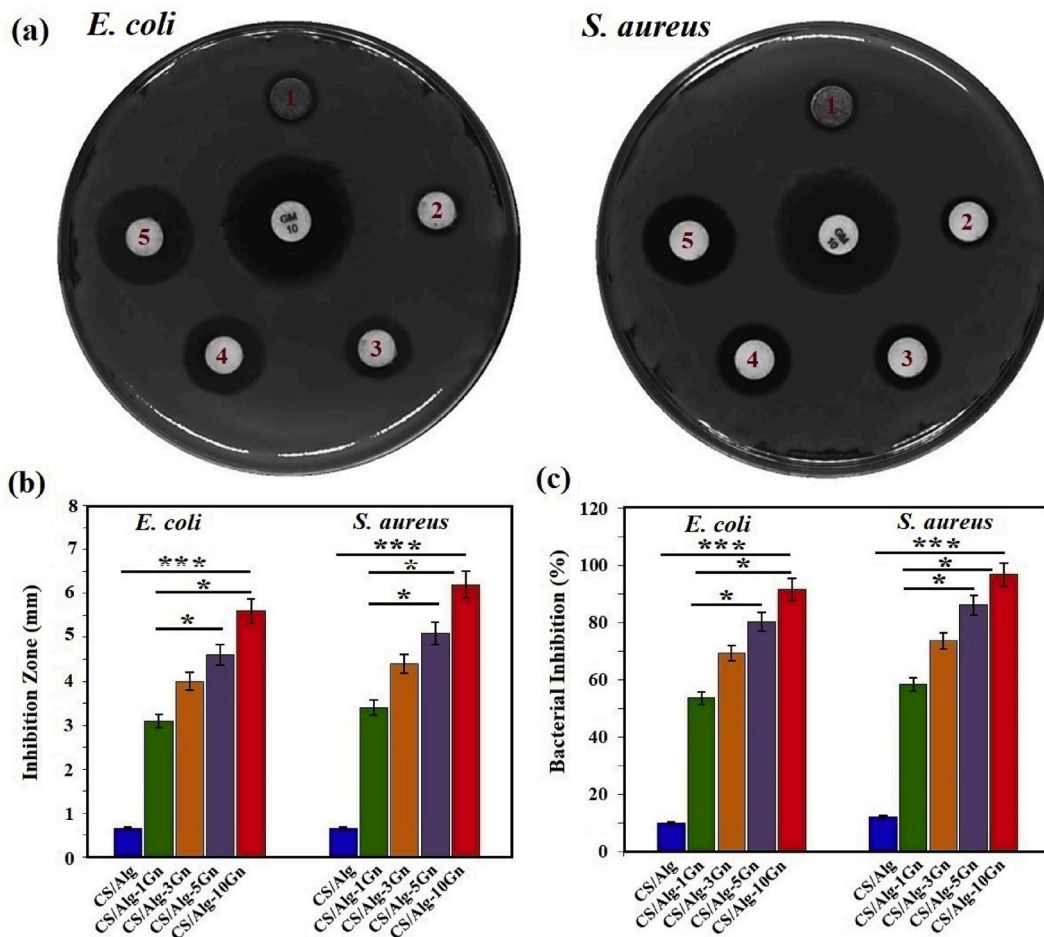 (a)
E. coli
S. aureus
1
2
3
4
5
GM
10
1
2
3
4
5
GM
10
(b)
Inhibition Zone (mm)
8
7
6
5
4
3
2
1
0
E. coli
S. aureus
***
*
*
***
*
*
CS/Alg
CS/Alg-1Gn
CS/Alg-3Gn
CS/Alg-5Gn
CS/Alg-10Gn
CS/Alg
CS/Alg-1Gn
CS/Alg-3Gn
CS/Alg-5Gn
CS/Alg-10Gn
(c)
Bacterial Inhibition (%)
120
100
80
60
40
20
0
E. coli
S. aureus
***
*
*
***
*
*
CS/Alg
CS/Alg-1Gn
CS/Alg-3Gn
CS/Alg-5Gn
CS/Alg-10Gn
CS/Alg
CS/Alg-1Gn
CS/Alg-3Gn
CS/Alg-5Gn
CS/Alg-10Gn